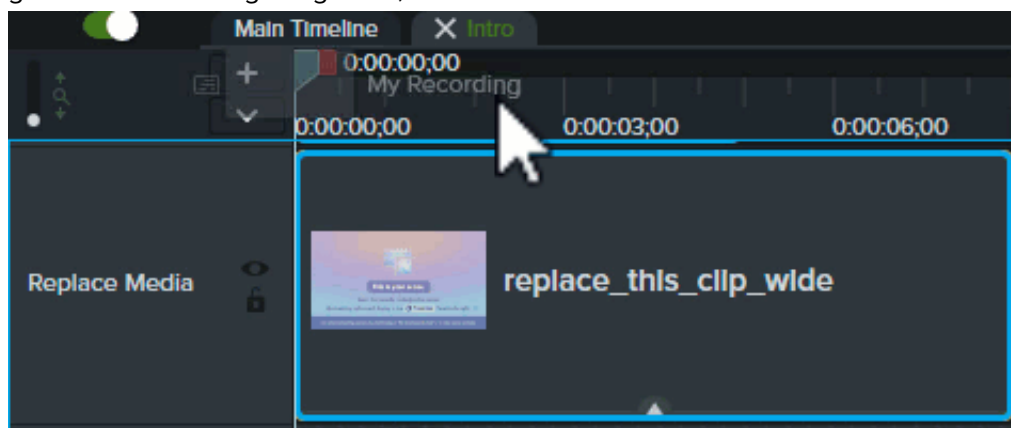 Main Timeline
Intro
0:00:00;00
My Recording
0:00:00;00
0:00:03;00
0:00:06;00
Replace Media
replace_this_clip_wide